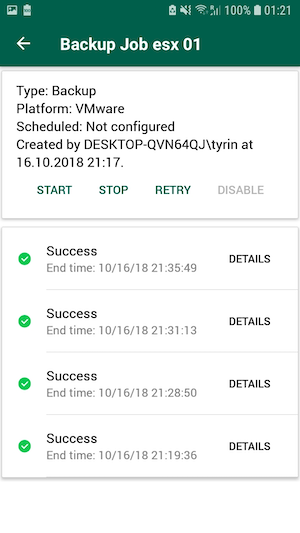 100% 01:21
Backup Job esx 01
Type: Backup
Platform: VMware
Scheduled: Not configured
Created by DESKTOP-QVN64QJ\tyrin at
16.10.2018 21:17.
START STOP RETRY DISABLE
Success
End time: 10/16/18 21:35:49
DETAILS
Success
End time: 10/16/18 21:31:13
DETAILS
Success
End time: 10/16/18 21:28:50
DETAILS
Success
End time: 10/16/18 21:19:36
DETAILS